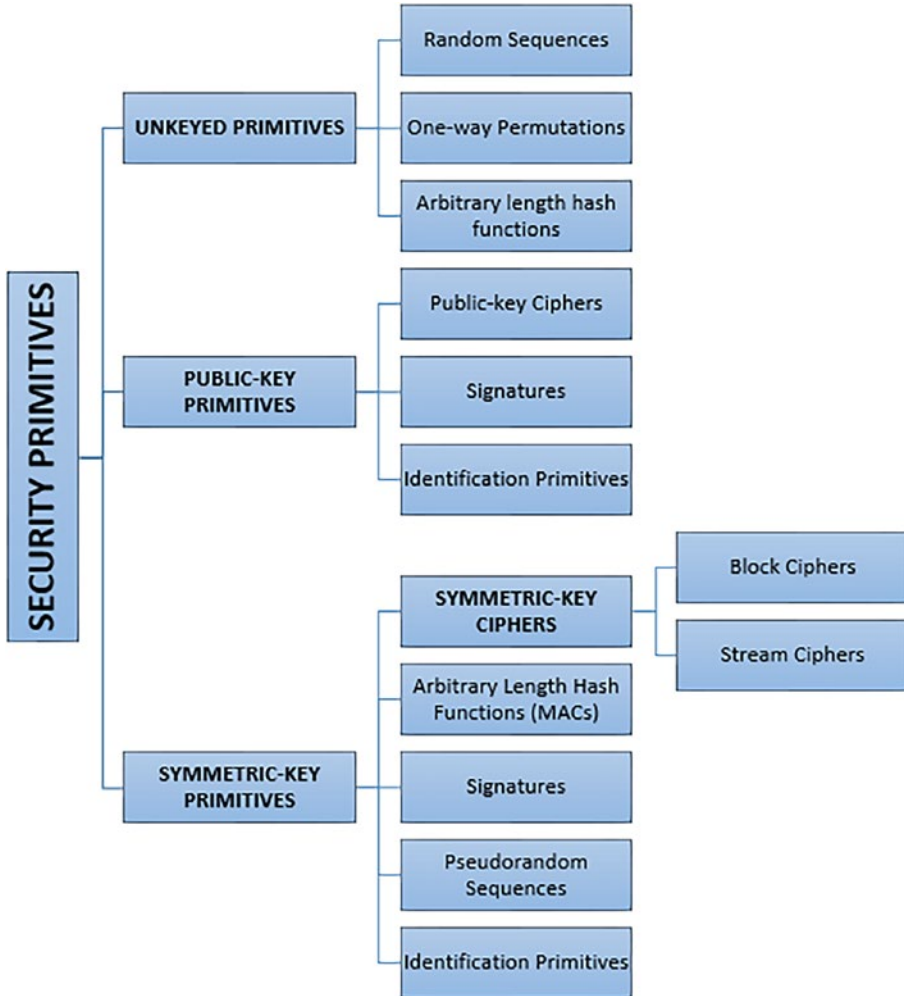 SECURITY PRIMITIVES
UNKEYED PRIMITIVES
Random Sequences
One-way Permutations
Arbitrary length hash
functions
PUBLIC-KEY
PRIMITIVES
Public-key Ciphers
Signatures
Identification Primitives
SYMMETRIC-KEY
PRIMITIVES
SYMMETRIC-KEY
CIPHERS
Block Ciphers
Stream Ciphers
Arbitrary Length Hash
Functions (MACs)
Signatures
Pseudorandom
Sequences
Identification Primitives